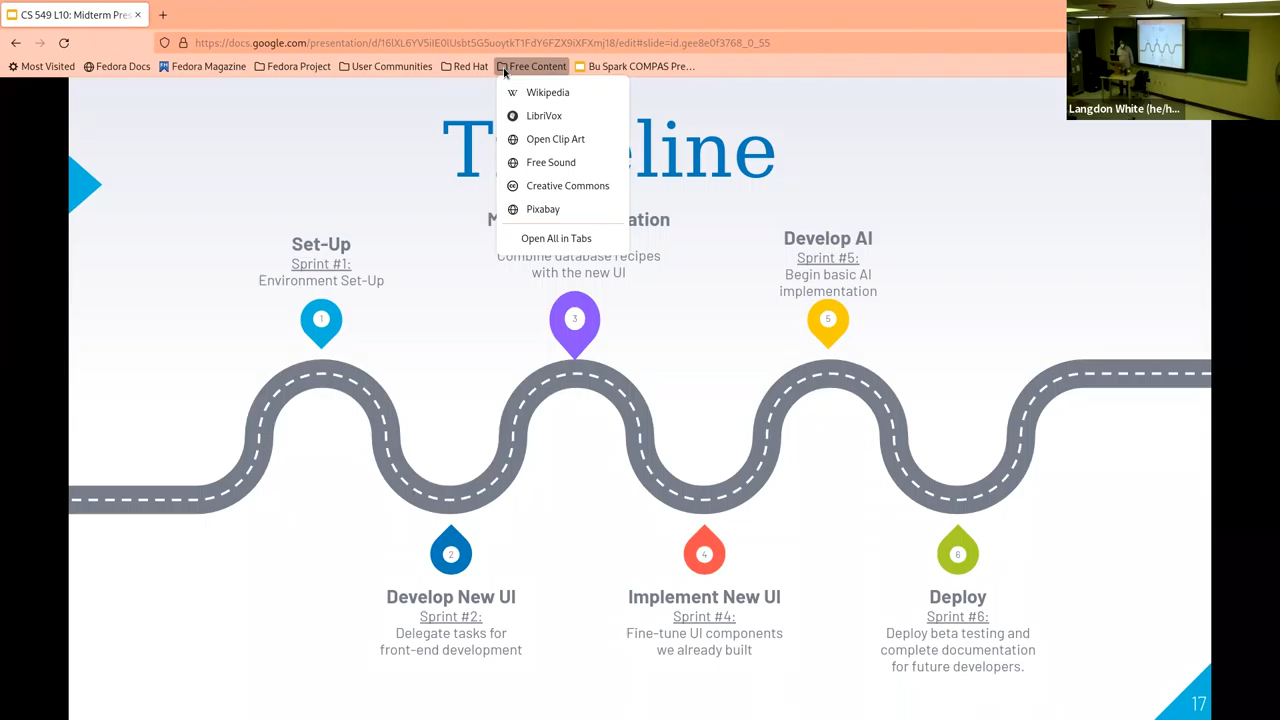 CS 549 L10: Midterm Pres
https://docs.google.com/presentation/d/16lXL6YV5iIE0lUsbt5G5uoytkT1FdY6FZX9iXFXmj18/edit#slide=id.gee8e0f3768_0_55
Most Visited
Fedora Docs
Fedora Magazine
Fedora Project
User Communities
Red Hat
Free Content
Bu Spark COMPAS Pre…
Langdon White (he/h...
Wikipedia
LibriVox
Open Clip Art
Free Sound
Creative Commons
Pixabay
Open All in Tabs
Set-Up
Sprint #1:
Environment Set-Up
1
Combine database recipes
with the new UI
3
Develop AI
Sprint #5:
Begin basic AI
implementation
5
2
Develop New UI
Sprint #2:
Delegate tasks for
front-end development
4
Implement New UI
Sprint #4:
Fine-tune UI components
we already built
6
Deploy
Sprint #6:
Deploy beta testing and
complete documentation
for future developers.
17